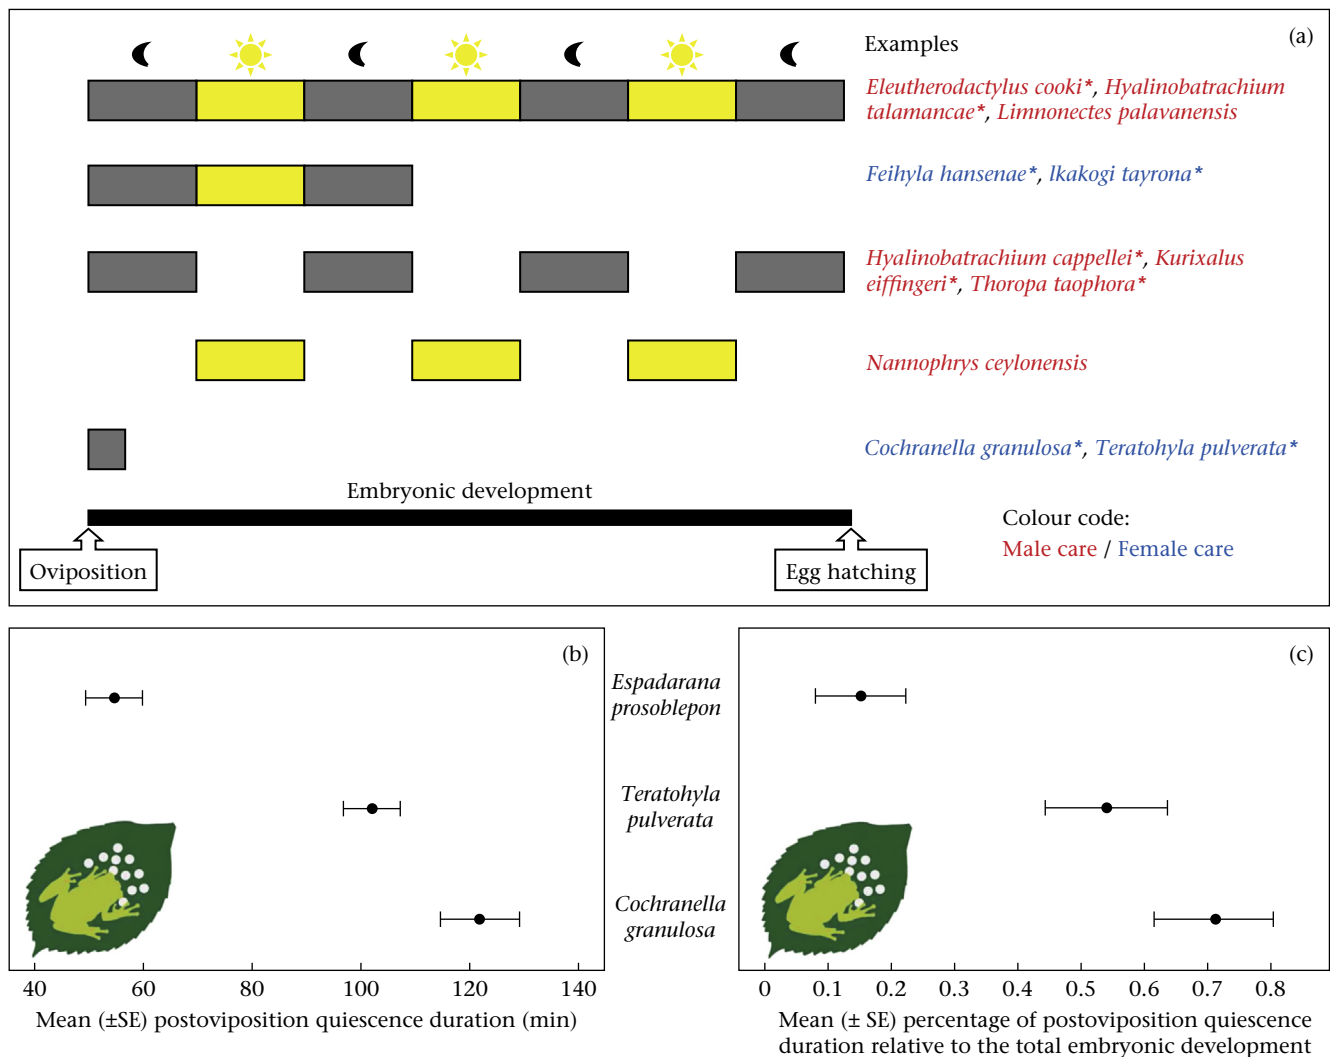 Examples
(a)
Eleutherodactylus cooki*, Hyalinobatrachium
talamancae*, Limnonectes palavanensis
Feihyla hansenae*, Ikakogi tayrona*
Hyalinobatrachium cappellei*, Kurixalus
eiffingeri*, Thoropa taophora*
Nannophrys ceylonensis
Cochranella granulosa*, Teratohyla pulverata*
Embryonic development
Oviposition
Egg hatching
Colour code:
Male care / Female care
(b)
40 60 80 100 120 140
Mean (±SE) postoviposition quiescence duration (min)
Espadarana
prosoblepon
Teratohyla
pulverata
Cochranella
granulosa
(c)
0 0.1 0.2 0.3 0.4 0.5 0.6 0.7 0.8
Mean (± SE) percentage of postoviposition quiescence
duration relative to the total embryonic development